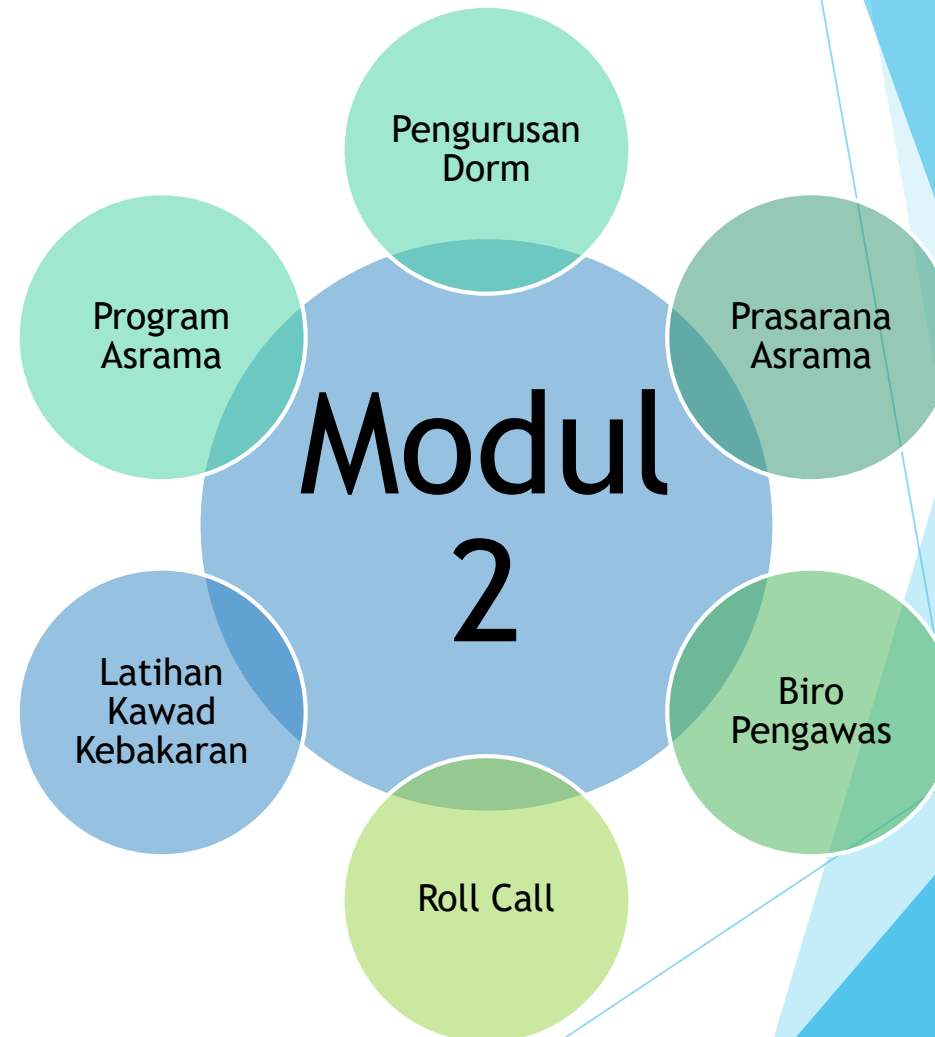 Pengurusan
Dorm
Program
Asrama
Prasarana
Asrama
Modul
2
Latihan
Kawad
Kebakaran
Biro
Pengawas
Roll Call